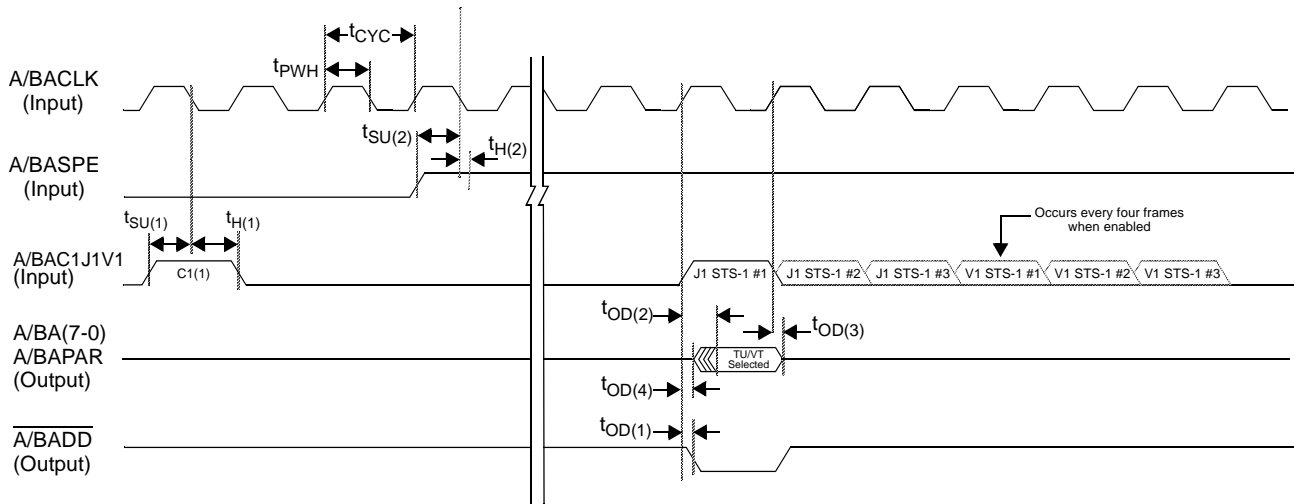 tCYC
tPWH
A/BACLK
(Input)
tSU(2)
tH(2)
A/BASPE
(Input)
tSU(1)
tH(1)
Occurs every four frames
when enabled
A/BAC1J1V1
(Input)
C1(1)
J1 STS-1 #1
J1 STS-1 #2
J1 STS-1 #3
V1 STS-1 #1
V1 STS-1 #2
V1 STS-1 #3
tOD(2)
tOD(3)
A/BA(7-0)
A/BAPAR
(Output)
TU/VT
Selected
tOD(4)
tOD(1)
A/BADD
(Output)